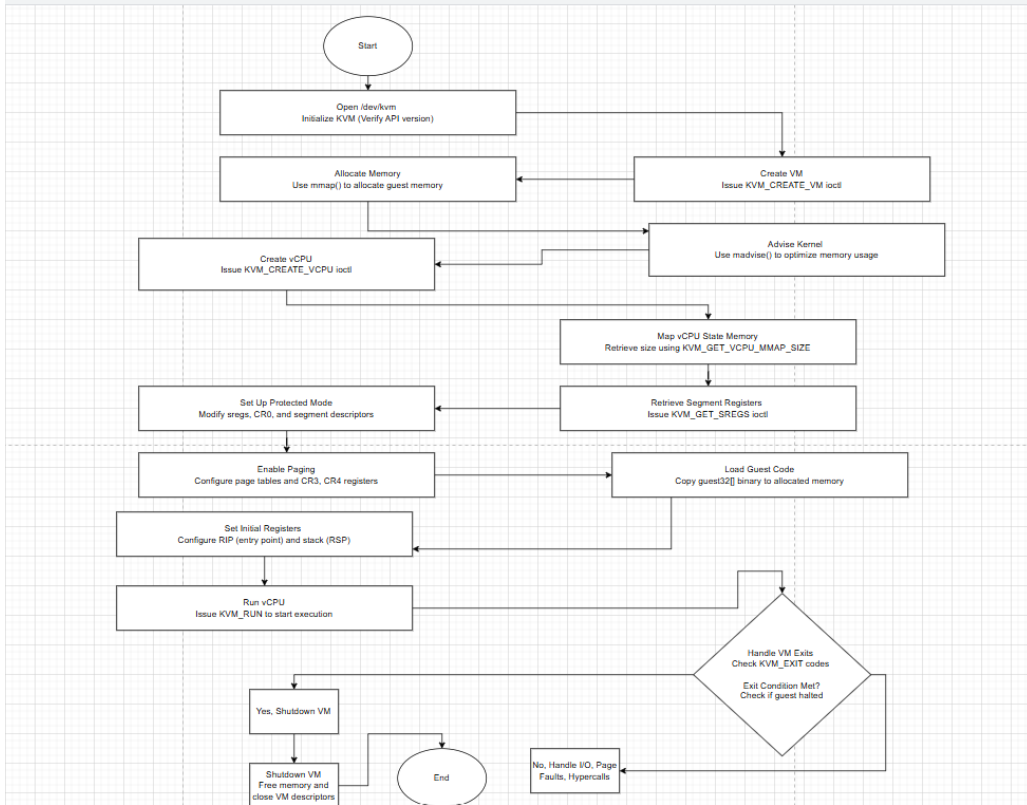 Start
Open /dev/kvm
Initialize KVM (Verify API version)
Create VM
Issue KVM_CREATE_VM ioctl
Allocate Memory
Use mmap() to allocate guest memory
Advise Kernel
Use madvise() to optimize memory usage
Create vCPU
Issue KVM_CREATE_VCPU ioctl
Map vCPU State Memory
Retrieve size using KVM_GET_VCPU_MMAP_SIZE
Retrieve Segment Registers
Issue KVM_GET_SREGS ioctl
Set Up Protected Mode
Modify sregs, CR0, and segment descriptors
Enable Paging
Configure page tables and CR3, CR4 registers
Load Guest Code
Copy guest32[] binary to allocated memory
Set Initial Registers
Configure RIP (entry point) and stack (RSP)
Run vCPU
Issue KVM_RUN to start execution
Handle VM Exits
Check KVM_EXIT codes
Exit Condition Met?
Check if guest halted
Yes, Shutdown VM
Shutdown VM
Free memory and
close VM descriptors
End
No, Handle I/O, Page
Faults, Hypercalls